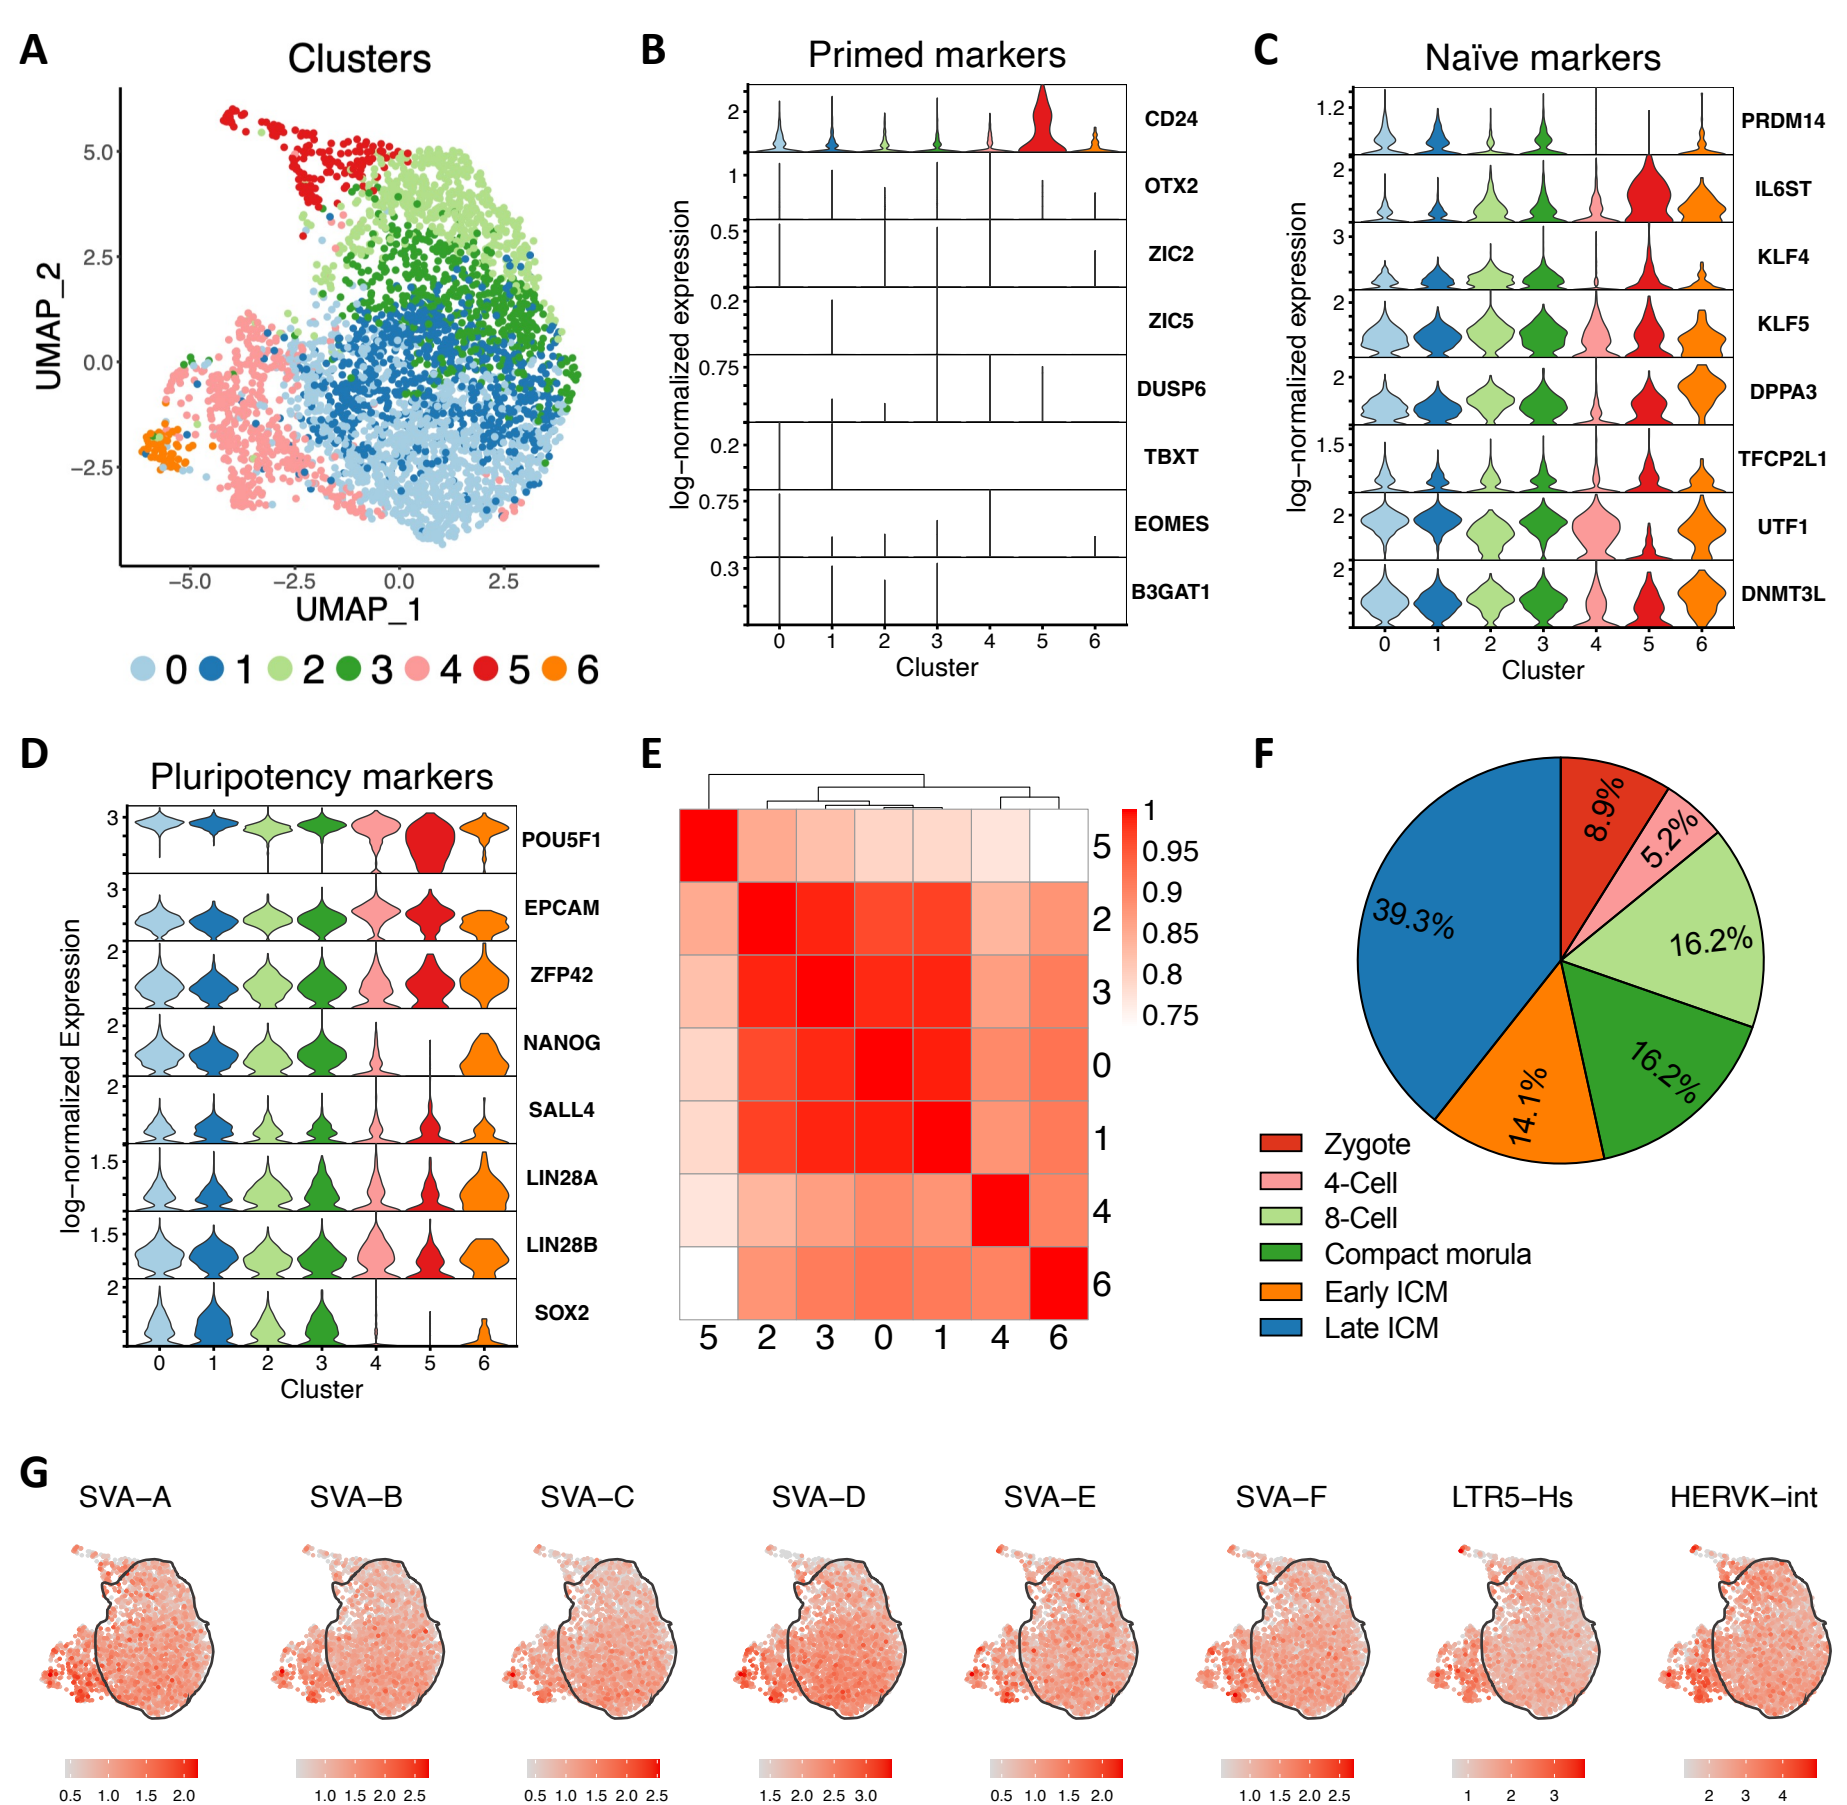 A
Clusters
UMAP_2
5.0
2.5
0.0
−2.5
−5.0 −2.5 0.0 2.5
UMAP_1
0 1 2 3 4 5 6
B
Primed markers
log−normalized expression
2 CD24
1 OTX2
0.5 ZIC2
0.2 ZIC5
0.75 DUSP6
0.2 TBXT
0.75 EOMES
0.3 B3GAT1
0 1 2 3 4 5 6
Cluster
C
Naïve markers
log−normalized expression
1.2 PRDM14
2 IL6ST
3 KLF4
2 KLF5
2 DPPA3
1.5 TFCP2L1
2 UTF1
2 DNMT3L
0 1 2 3 4 5 6
Cluster
D
Pluripotency markers
log−normalized Expression
3 POU5F1
3 EPCAM
2 ZFP42
2 NANOG
2 SALL4
1.5 LIN28A
1.5 LIN28B
2 SOX2
0 1 2 3 4 5 6
Cluster
E
5
2
3
0
1
4
6
5 2 3 0 1 4 6
1
0.95
0.9
0.85
0.8
0.75
F
8.9%
5.2%
16.2%
16.2%
14.1%
39.3%
Zygote
4-Cell
8-Cell
Compact morula
Early ICM
Late ICM
G
SVA−A SVA−B SVA−C SVA−D SVA−E SVA−F LTR5−Hs HERVK−int
0.5 1.0 1.5 2.0
1.0 1.5 2.0 2.5
0.5 1.0 1.5 2.0 2.5
1.5 2.0 2.5 3.0
0.5 1.0 1.5 2.0
1.0 1.5 2.0 2.5
1 2 3
2 3 4